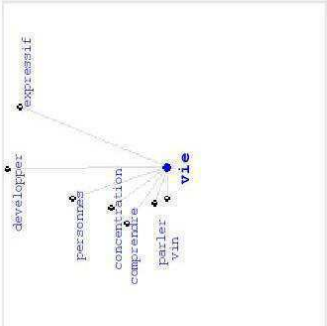 expressif
developper
personnes
concentration
comprendre
parler
vin
vie